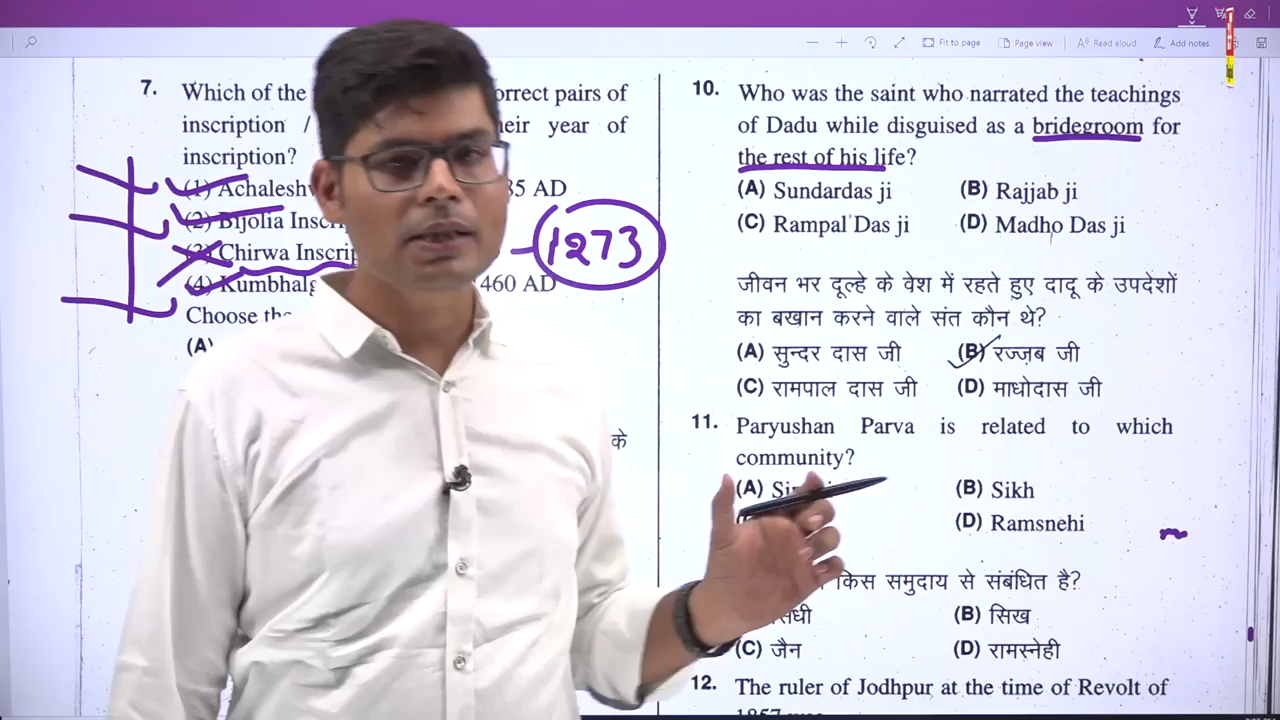 Fit to page
Page view
Read aloud
Add notes
7. Which of the orrect pairs of
inscription / heir year of
inscription?
(1) Achaleshw 85 AD
(2) Bijolia Inscri
(3) Chirwa Inscrip 1273
(4) Kumbhalg 460 AD
Choose the
(A)
के
10. Who was the saint who narrated the teachings
of Dadu while disguised as a bridegroom for
the rest of his life?
(A) Sundardas ji (B) Rajjab ji
(C) Rampal Das ji (D) Madho Das ji
जीवन भर दूल्हे के वेश में रहते हुए दादू के उपदेशों
का बखान करने वाले संत कौन थे?
(A) सुन्दर दास जी (B) रज्जब जी
(C) रामपाल दास जी (D) माधोदास जी
11. Paryushan Parva is related to which
community?
(A) (B) Sikh
(D) Ramsnehi
किस समुदाय से संबंधित है?
(B) सिख
(C) जैन (D) रामस्नेही
12. The ruler of Jodhpur at the time of Revolt of